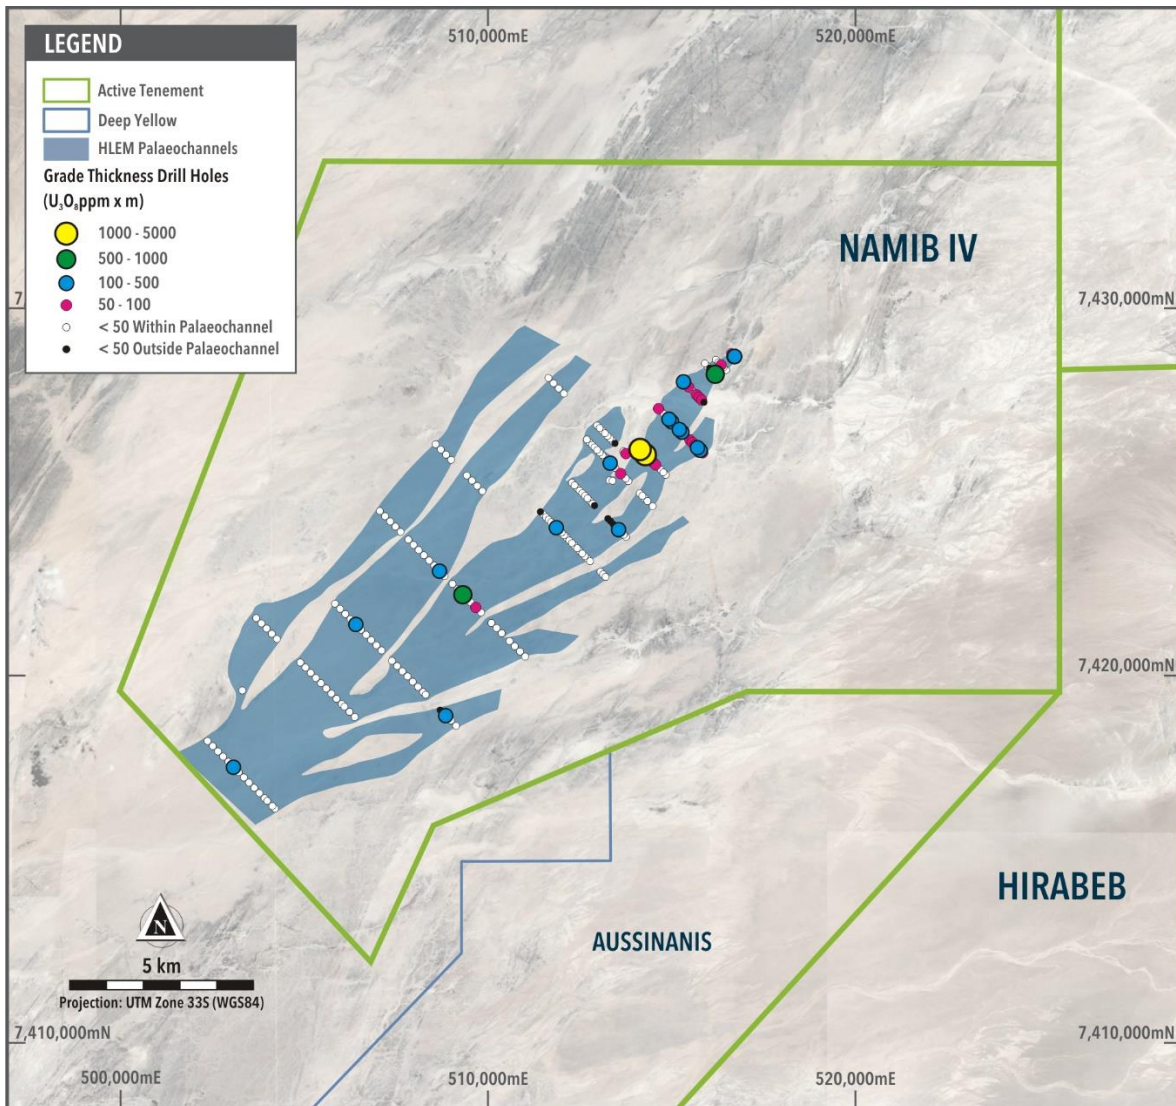 LEGEND
Active Tenement
Deep Yellow
HLEM Palaeochannels
Grade Thickness Drill Holes
(U₃O₈ppm x m)
1000 - 5000
500 - 1000
100 - 500
50 - 100
< 50 Within Palaeochannel
< 50 Outside Palaeochannel
510,000mE
520,000mE
NAMIB IV
7
7,430,000mN
7,420,000mN
HIRABEB
AUSSINANIS
N
5 km
Projection: UTM Zone 33S (WGS84)
7,410,000mN
7,410,000mN
500,000mE
510,000mE
520,000mE